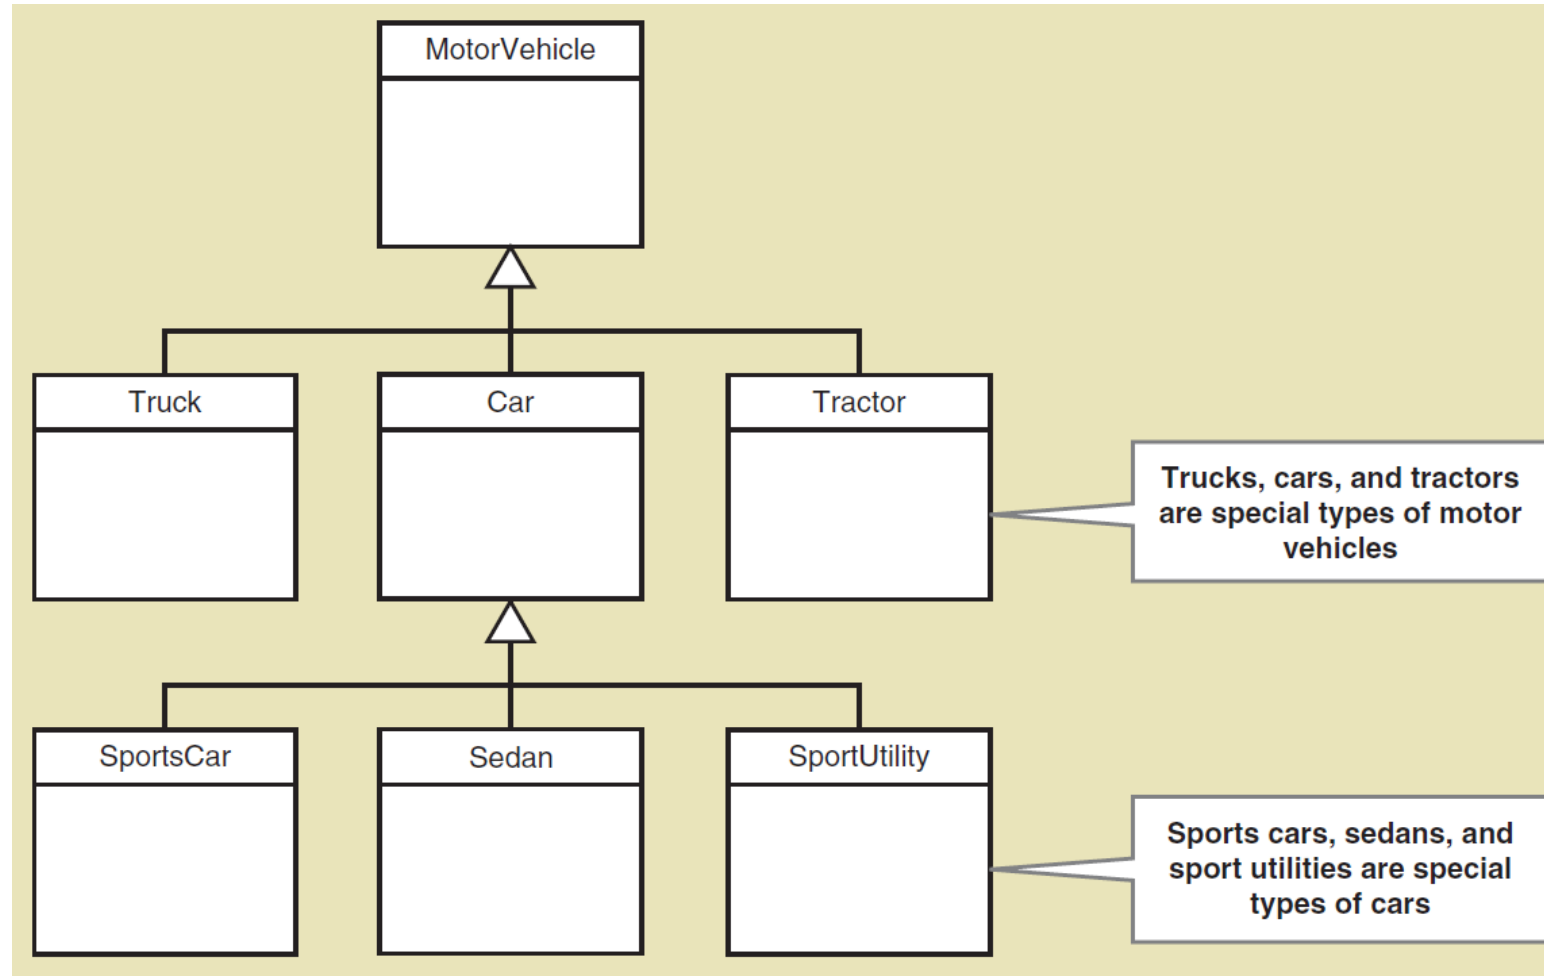 MotorVehicle
Truck
Car
Tractor
Trucks, cars, and tractors
are special types of motor
vehicles
SportsCar
Sedan
SportUtility
Sports cars, sedans, and
sport utilities are special
types of cars